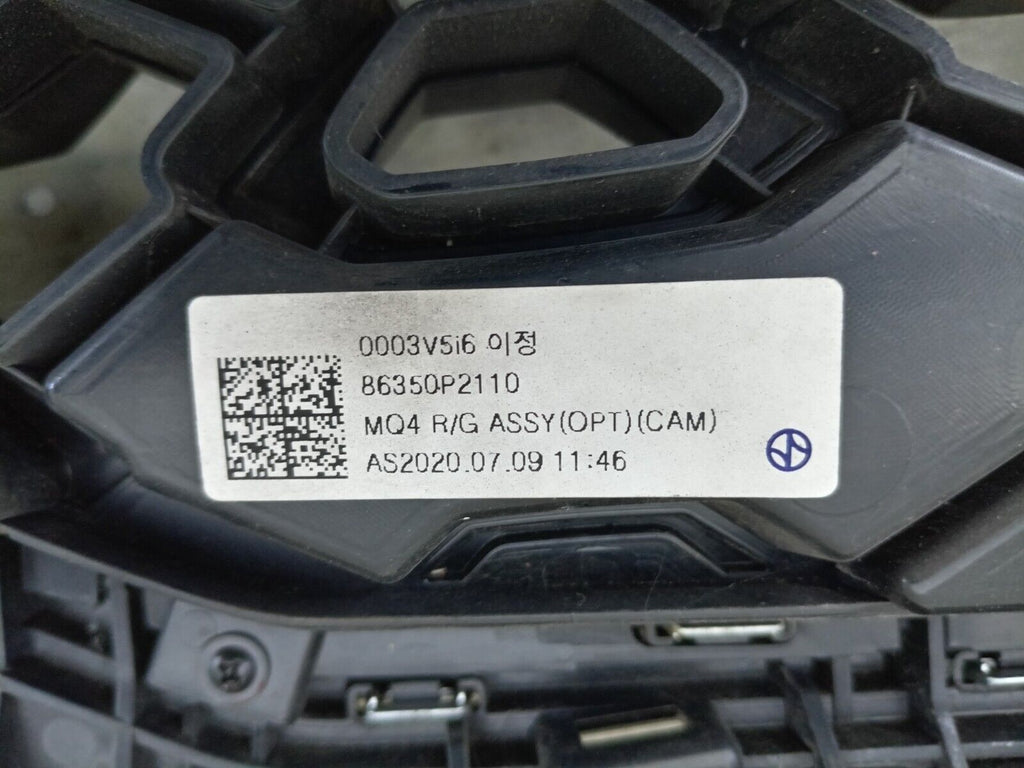 0003V5i6 이정
86350P2110
MQ4 R/G ASSY(OPT)(CAM)
AS2020.07.09 11:46